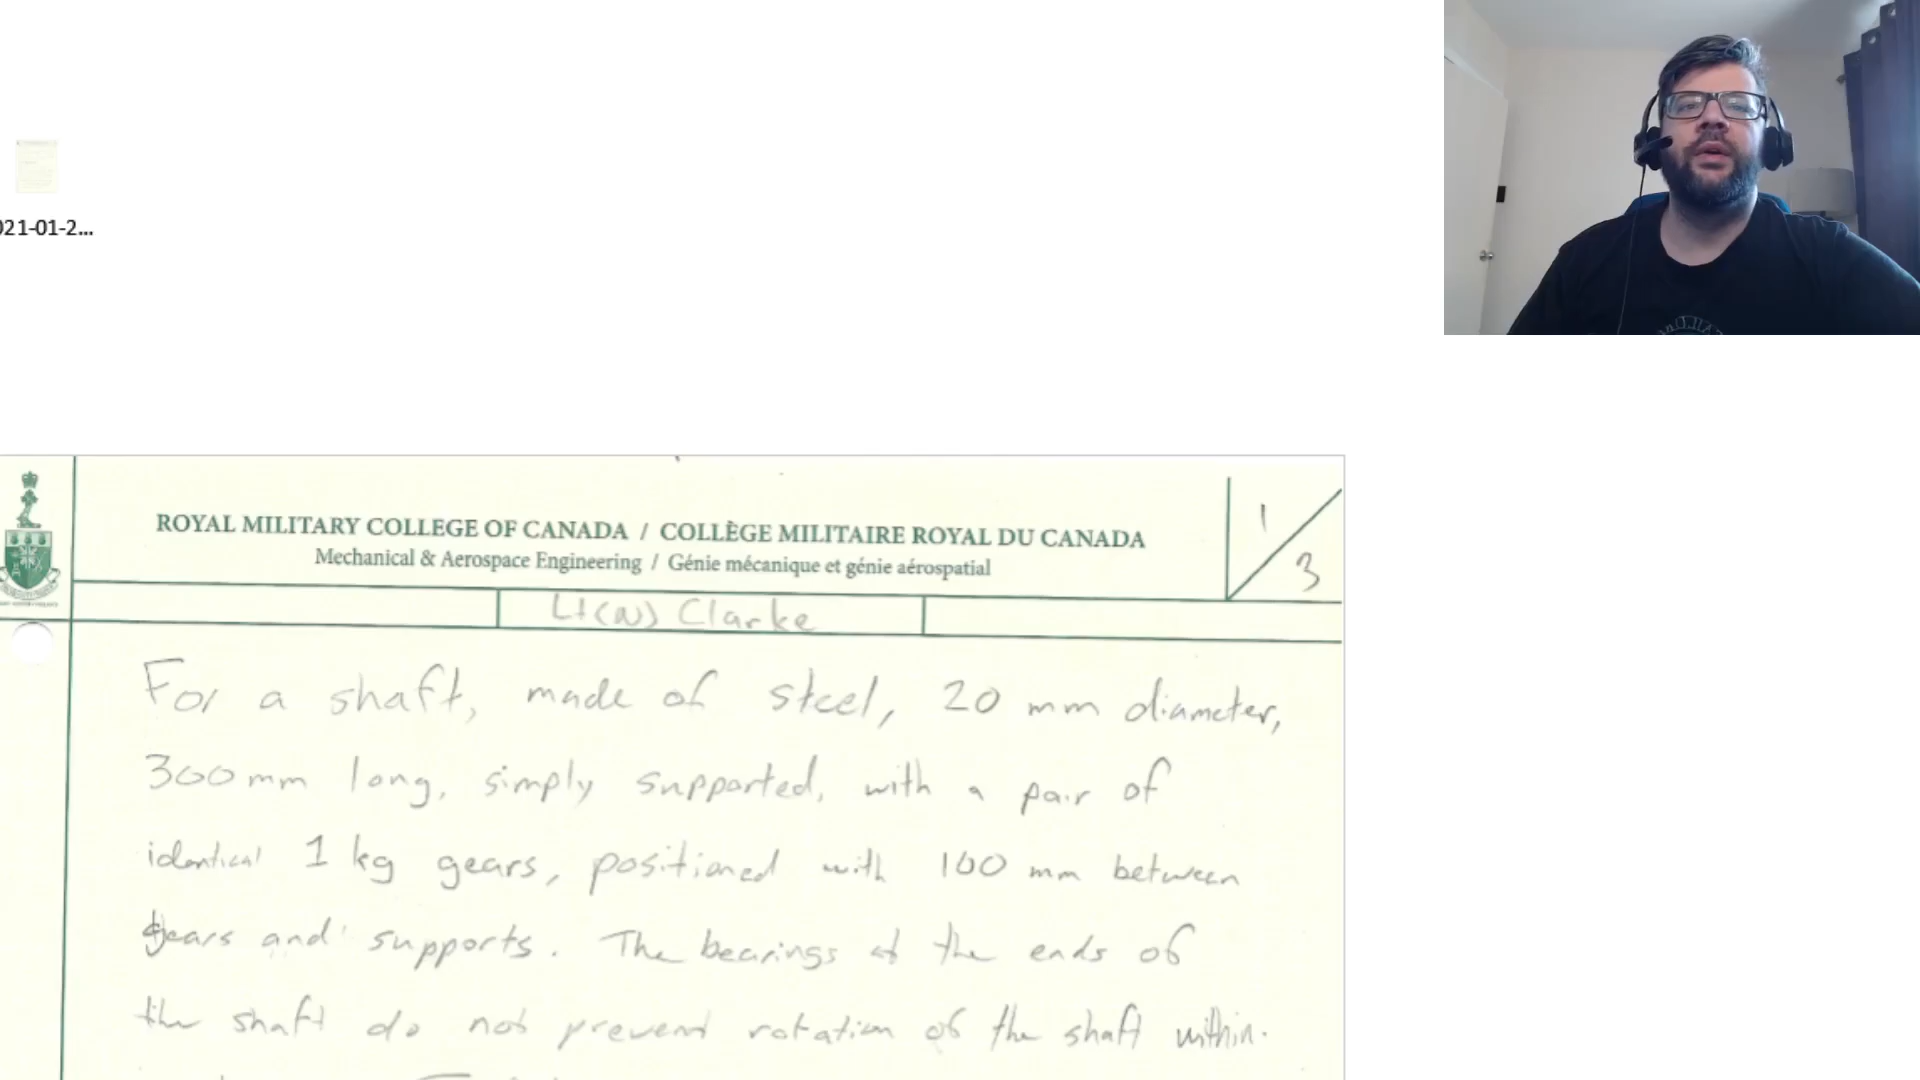 021-01-2...
ROYAL MILITARY COLLEGE OF CANADA / COLLÈGE MILITAIRE ROYAL DU CANADA
Mechanical & Aerospace Engineering / Génie mécanique et génie aérospatial
1/3
Lt(N) Clarke
For a shaft, made of steel, 20 mm diameter,
300mm long, simply supported, with a pair of
identical 1 kg gears, positioned with 100 mm between
gears and supports. The bearings at the ends of
the shaft do not prevent rotation of the shaft within.